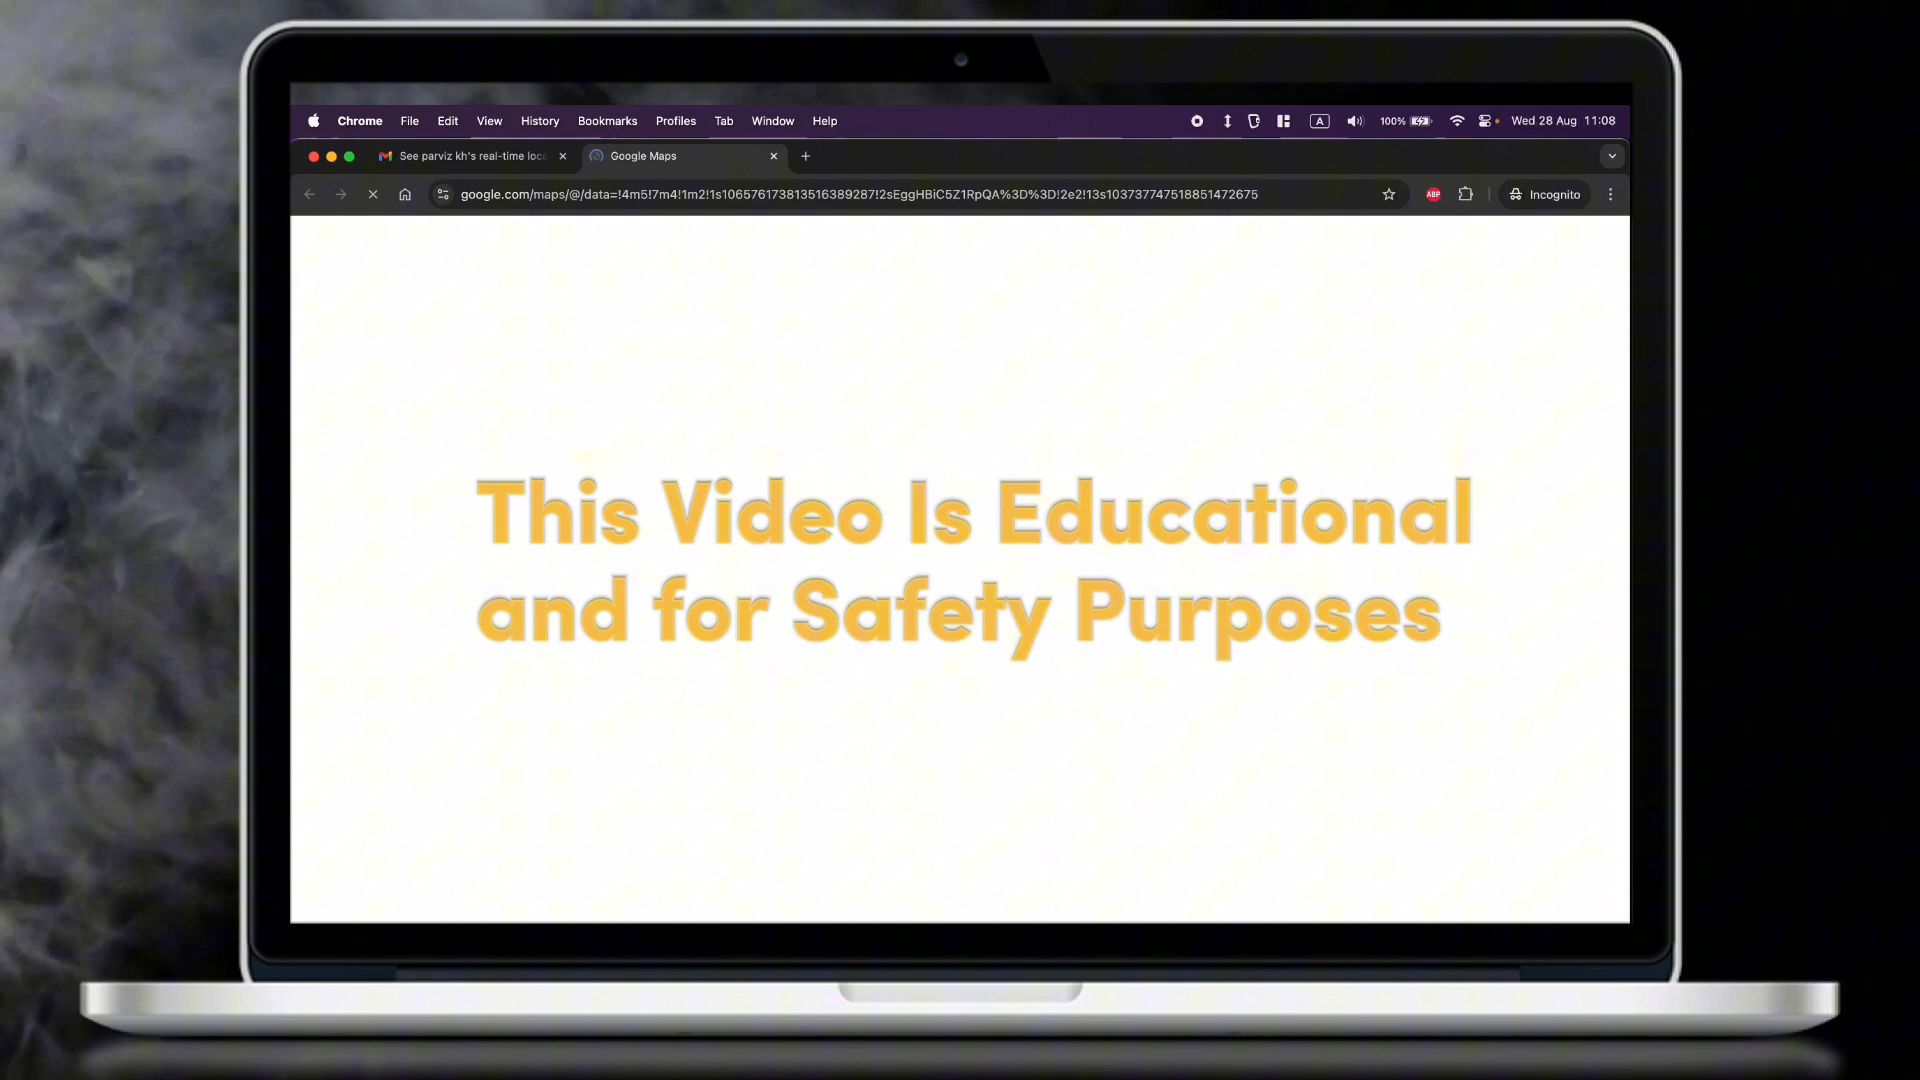 Chrome File Edit View History Bookmarks Profiles Tab Window Help A 100% Wed 28 Aug 11:08
See parviz kh's real-time loc
Google Maps
google.com/maps/@/data=!4m5!7m4!1m2!1s106576173813516389287!2sEggHBiC5Z1RpQA%3D%3D!2e2!13s103737747518851472675
ABP
Incognito
This Video Is Educational
and for Safety Purposes